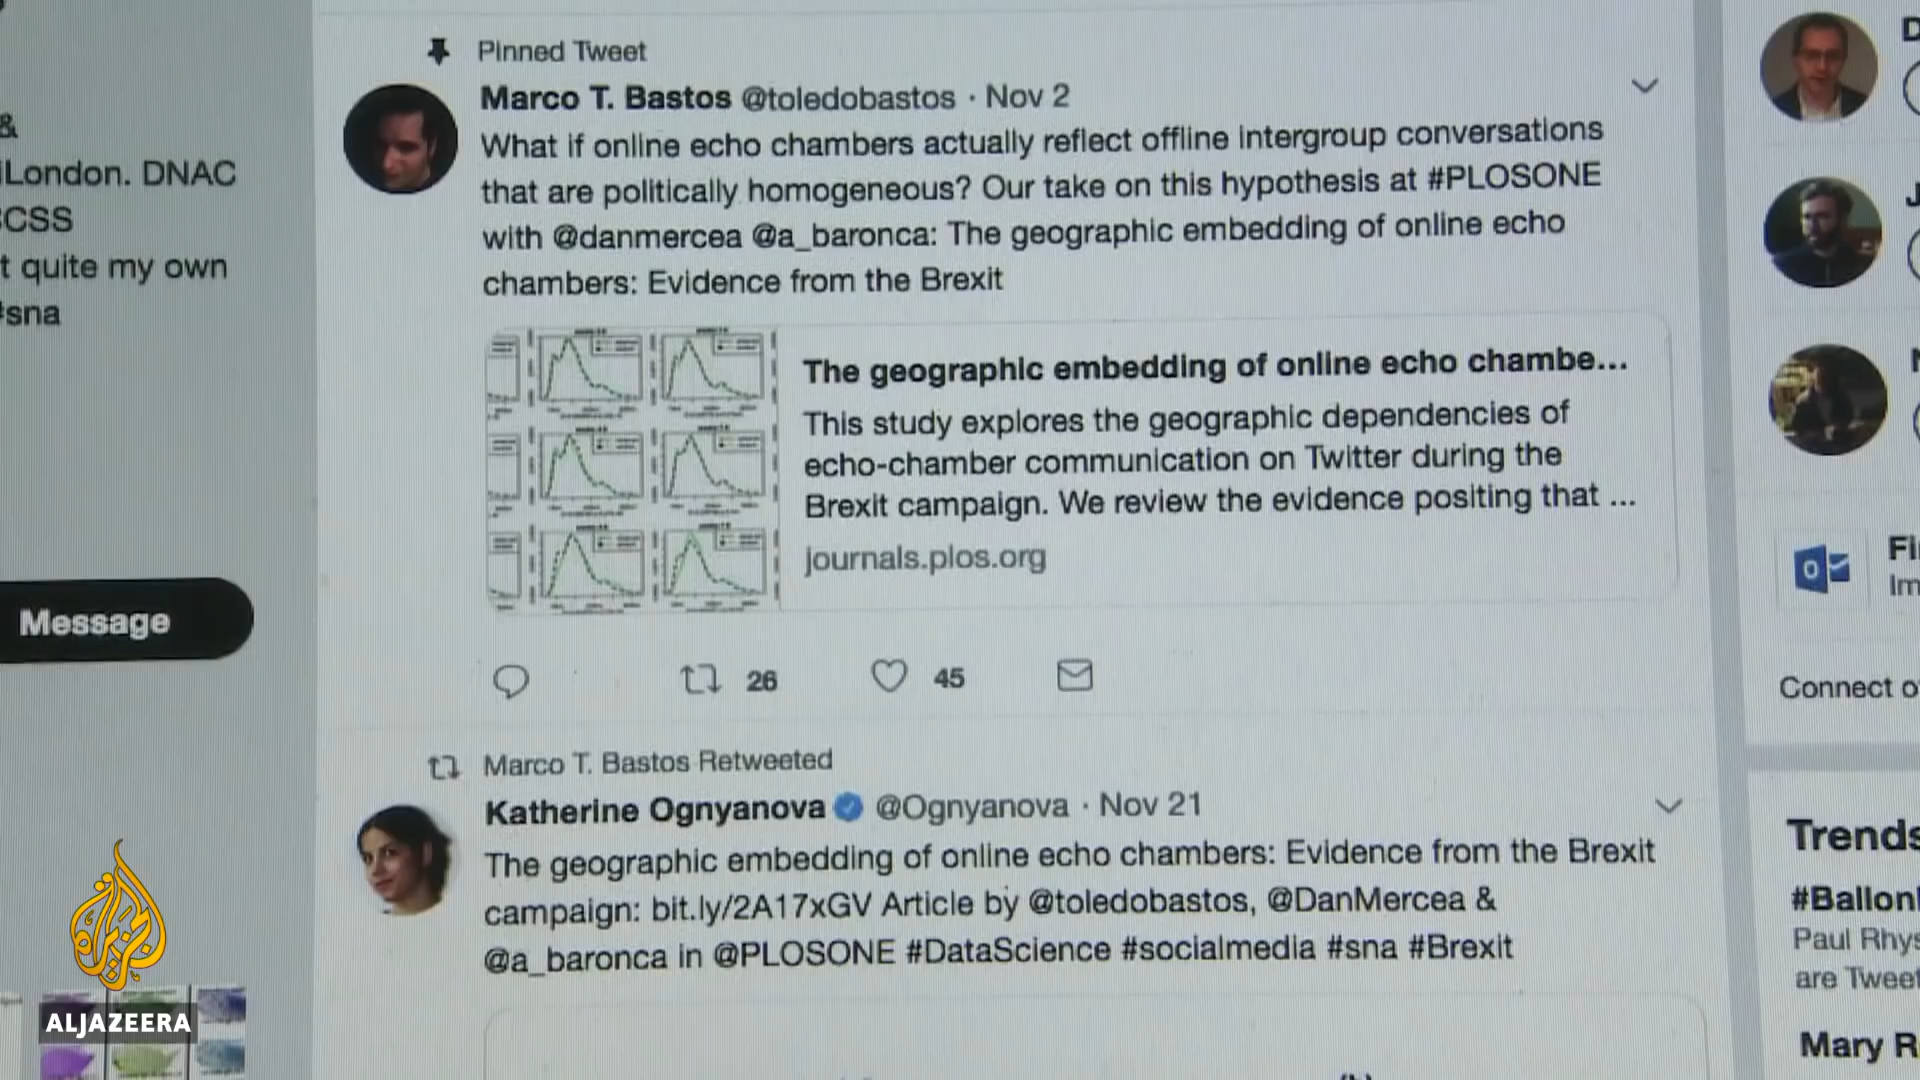 &
London. DNAC
CSS
t quite my own
#sna
Message
Pinned Tweet
Marco T. Bastos @toledobastos · Nov 2
What if online echo chambers actually reflect offline intergroup conversations
that are politically homogeneous? Our take on this hypothesis at #PLOSONE
with @danmercea @a_baronca: The geographic embedding of online echo
chambers: Evidence from the Brexit
The geographic embedding of online echo chambe...
This study explores the geographic dependencies of
echo-chamber communication on Twitter during the
Brexit campaign. We review the evidence positing that ...
journals.plos.org
26 45
Marco T. Bastos Retweeted
Katherine Ognyanova @Ognyanova · Nov 21
The geographic embedding of online echo chambers: Evidence from the Brexit
campaign: bit.ly/2A17xGV Article by @toledobastos, @DanMercea &
@a_baronca in @PLOSONE #DataScience #socialmedia #sna #Brexit
Fi
Im
Connect o
Trends
#Ballon
Paul Rhys
are Tweet
Mary R
الجزيرة
ALJAZEERA